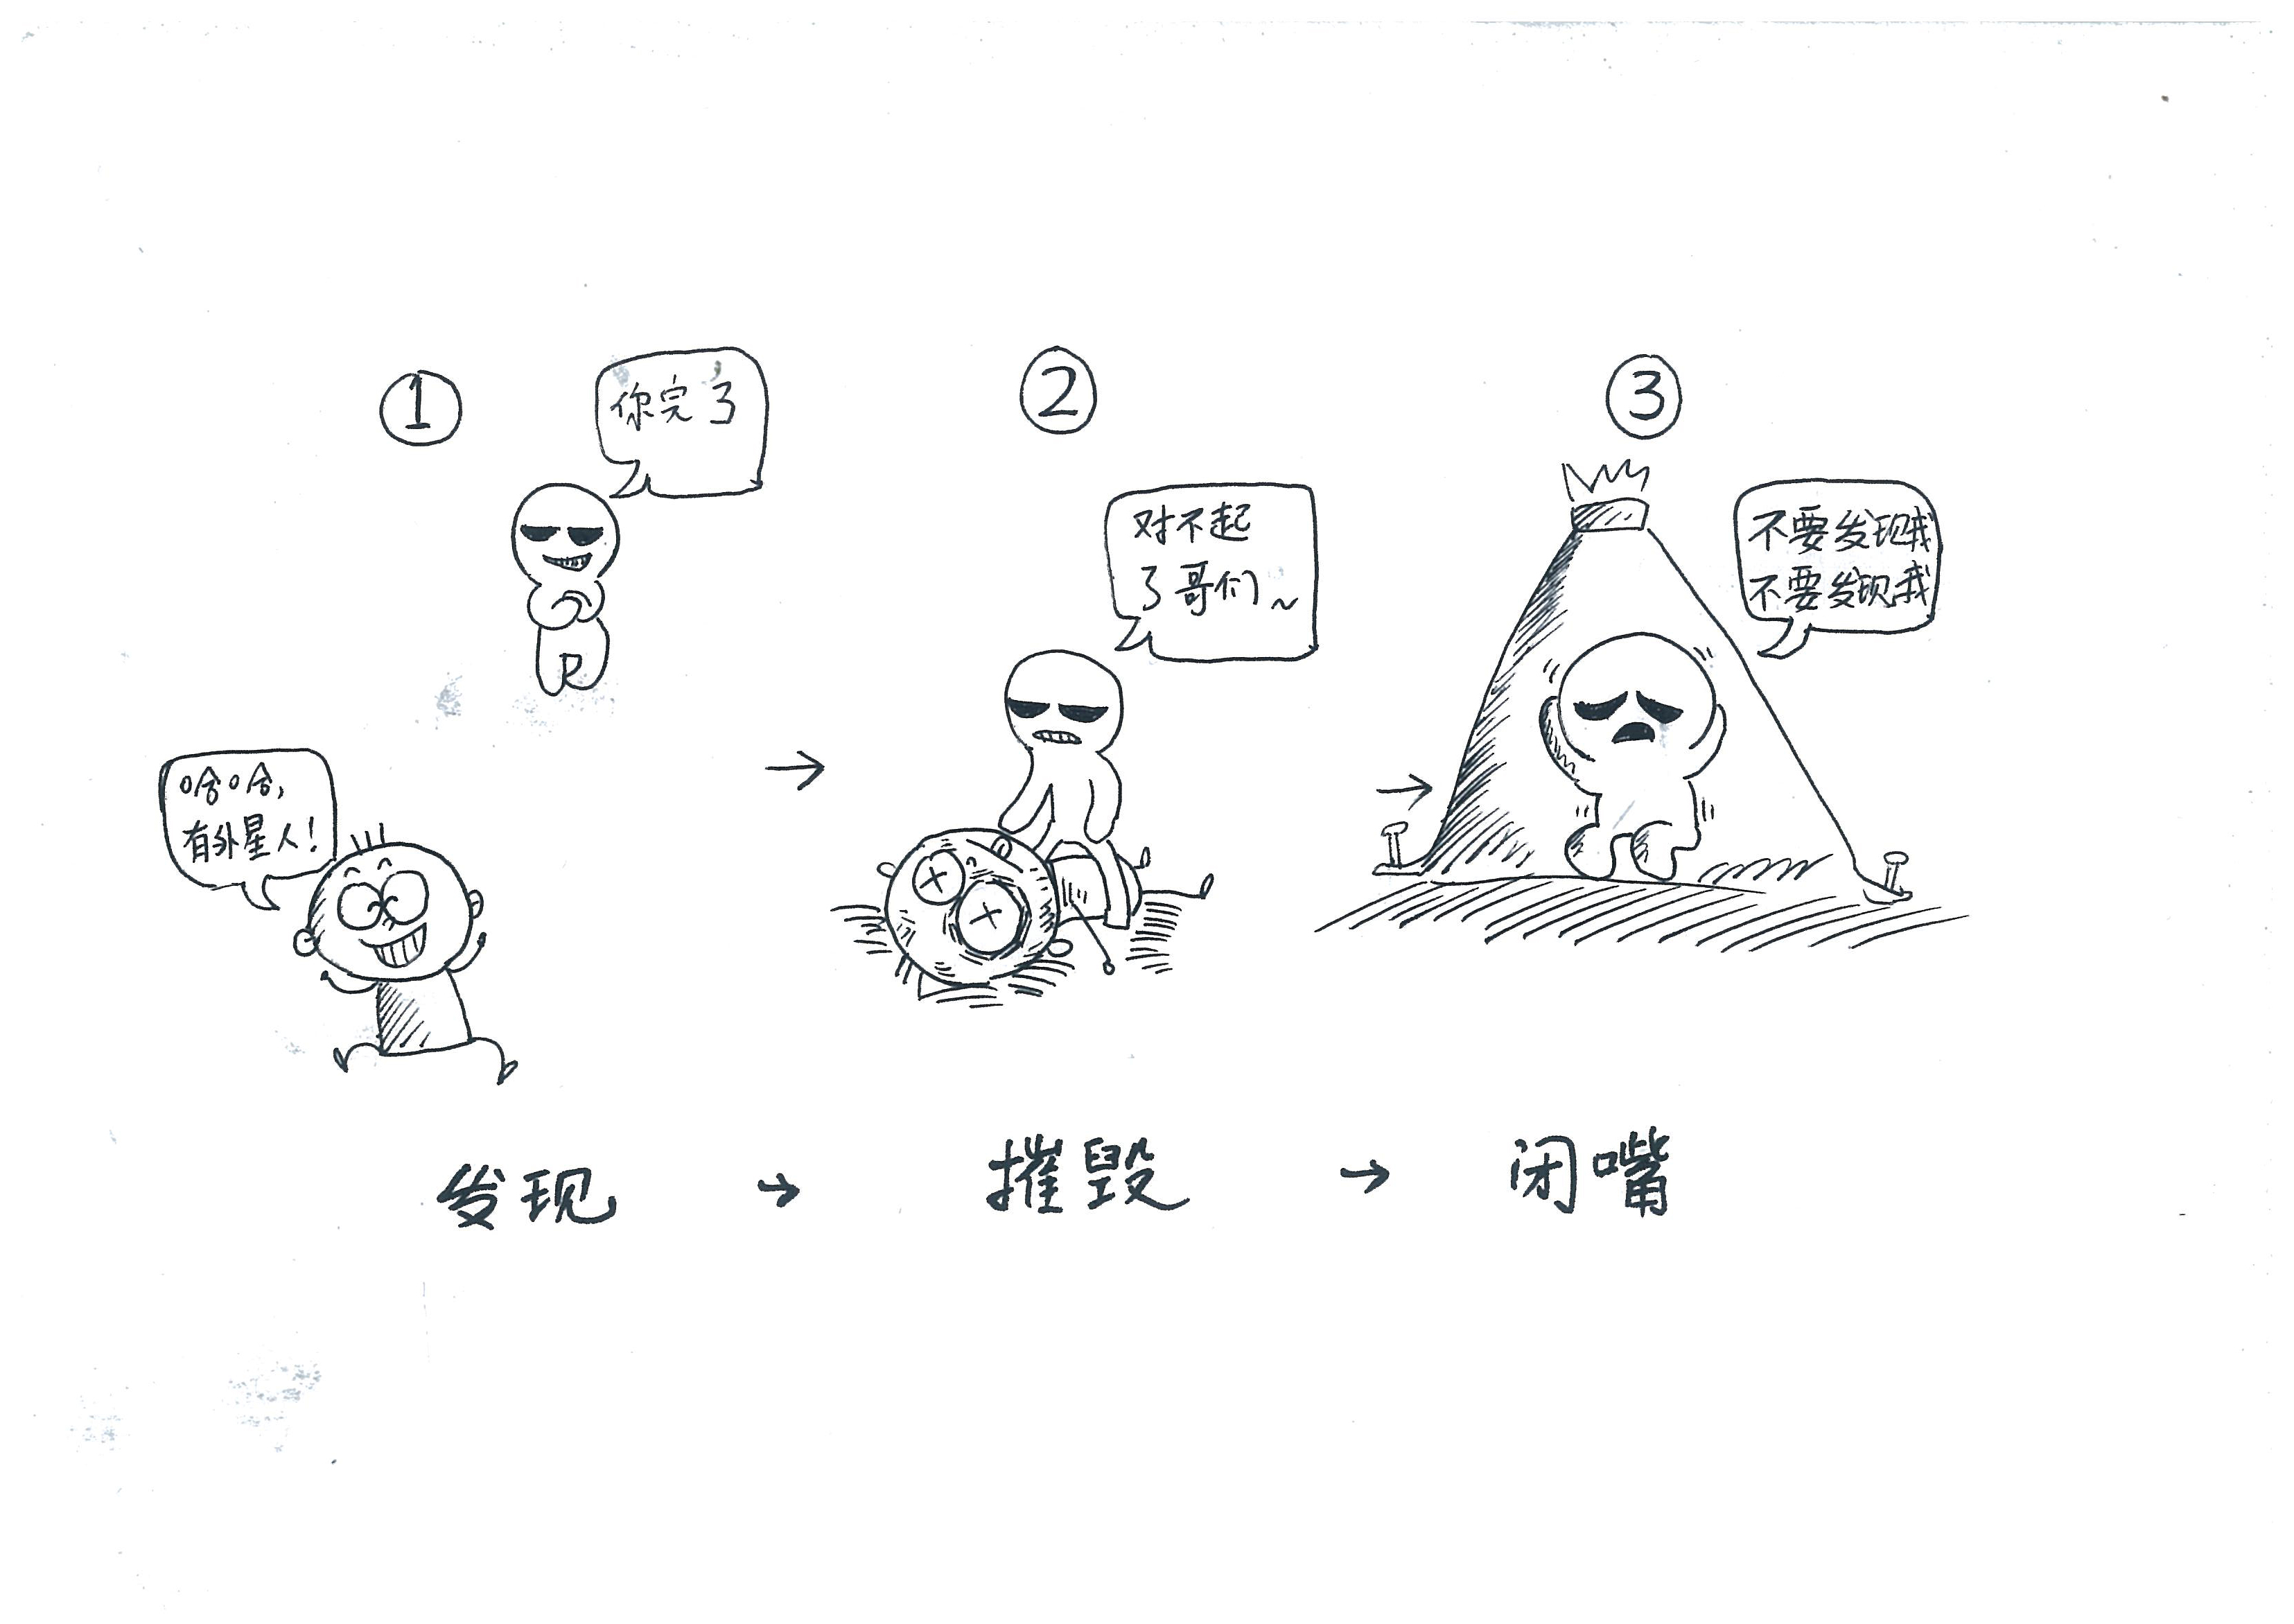 ①
你完了
哈哈,
有外星人!
发现
→
②
对不起
了哥们~
摧毁
→
③
不要发现我
不要发现我
闭嘴